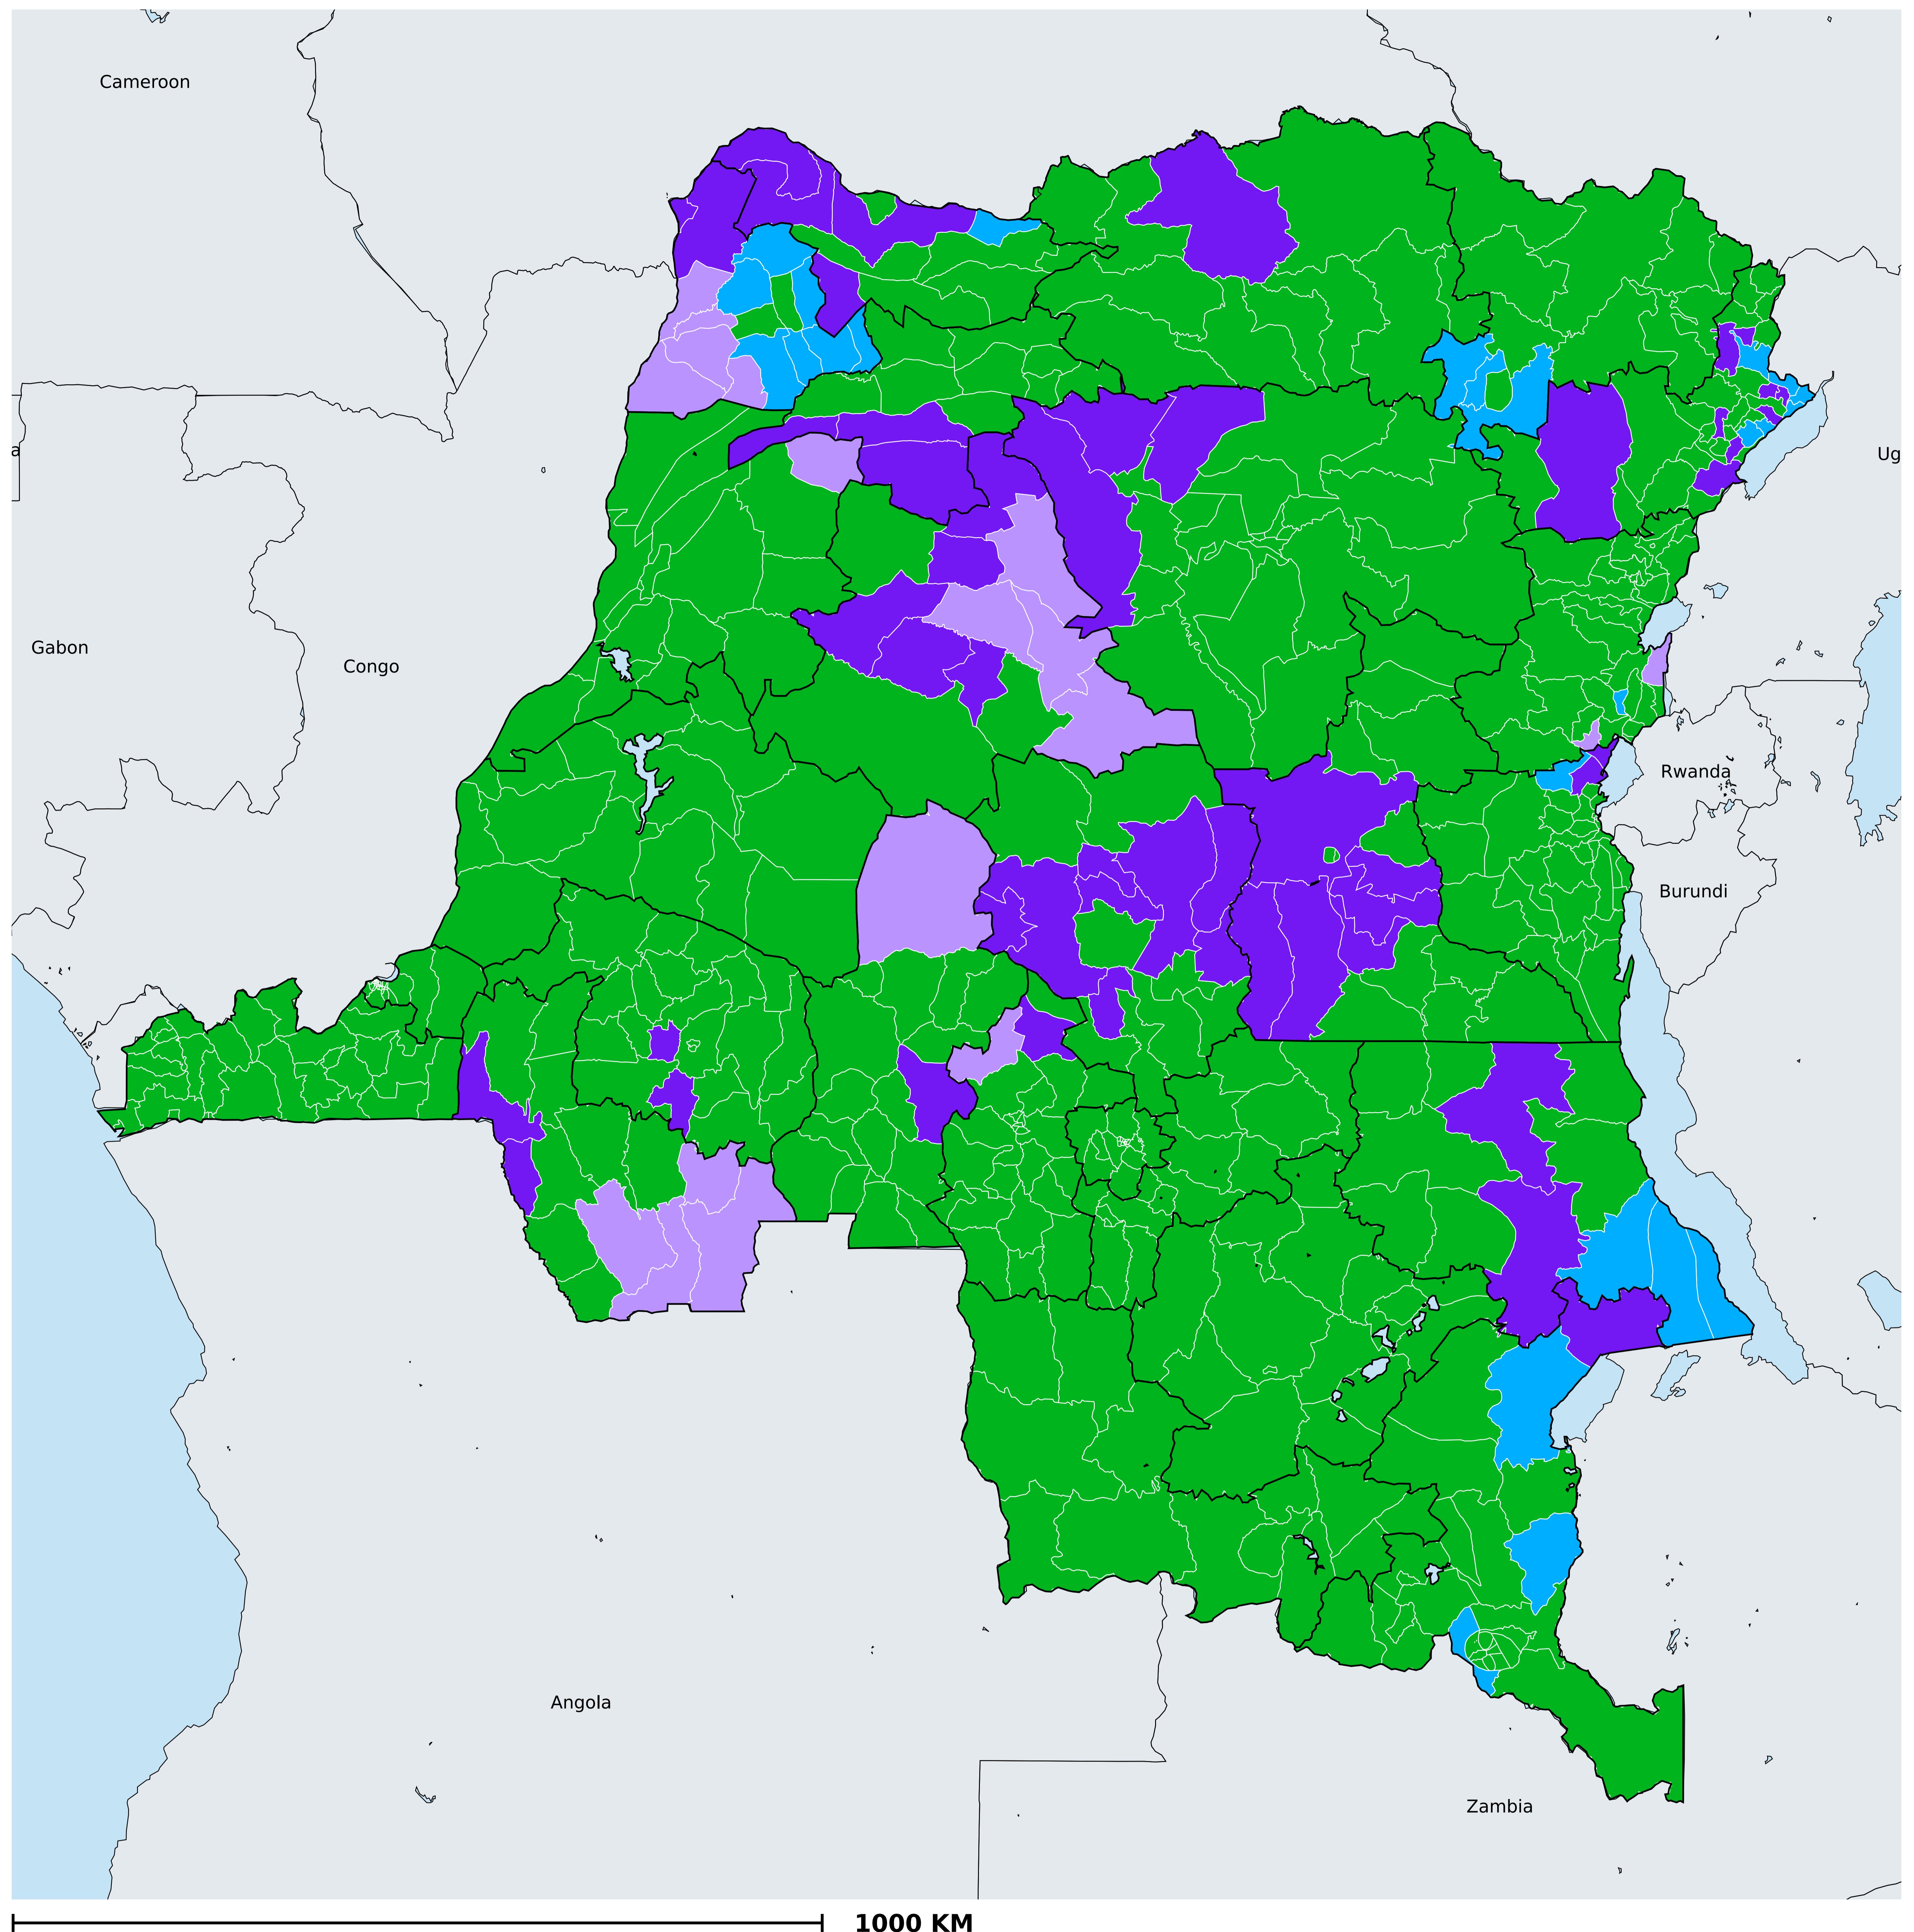 Cameroon
a
Ug
Gabon
Congo
Rwanda
Burundi
Angola
Zambia
1000 KM